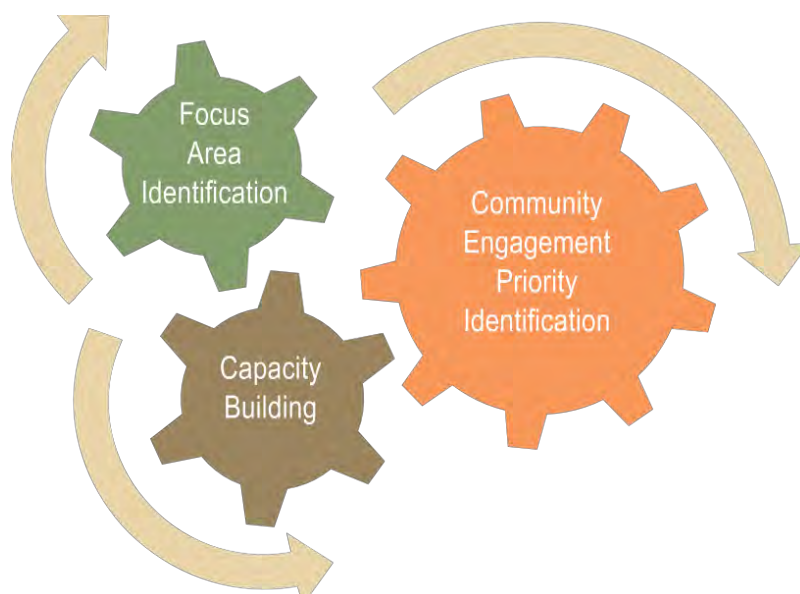 Focus
Area
Identification
Community
Engagement
Priority
Identification
Capacity
Building